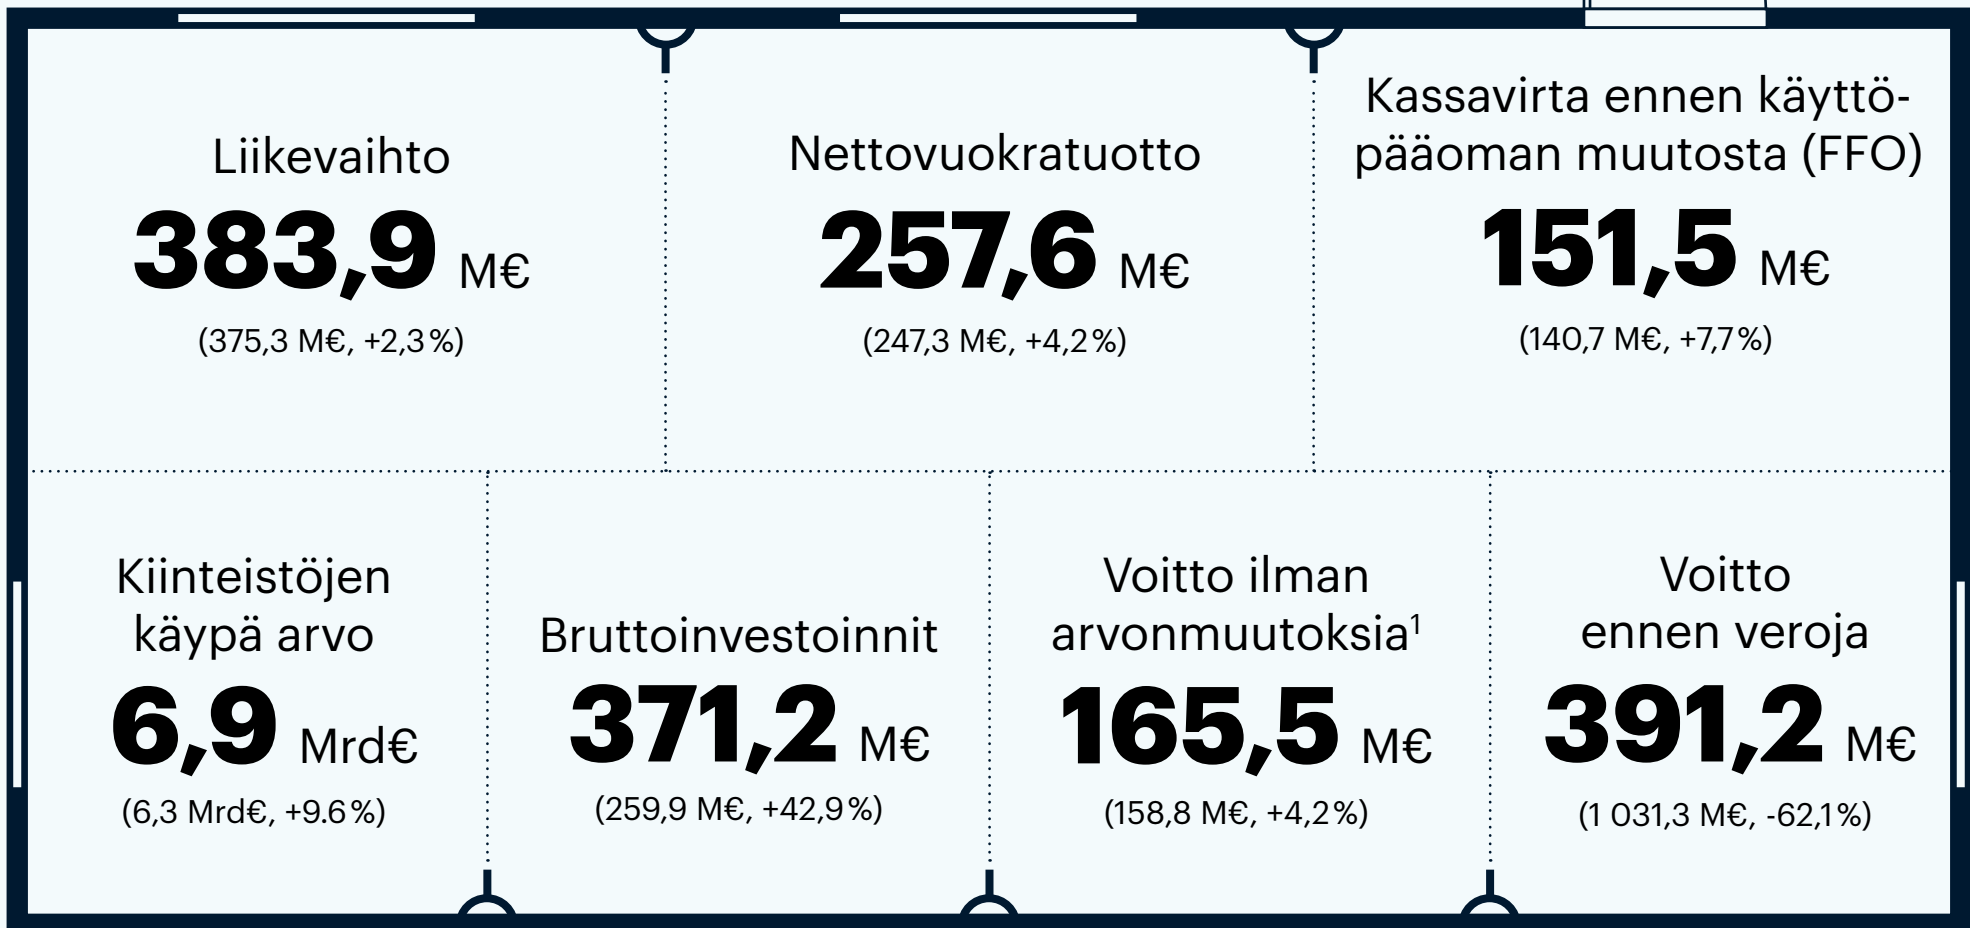 Liikevaihto
383,9 M€
(375,3 M€, +2,3%)
Nettovuokratuotto
257,6 M€
(247,3 M€, +4,2%)
Kassavirta ennen käyttö-
pääoman muutosta (FFO)
151,5 M€
(140,7 M€, +7,7%)
Kiinteistöjen
käypä arvo
6,9 Mrd€
(6,3 Mrd€, +9.6%)
Bruttoinvestoinnit
371,2 M€
(259,9 M€, +42,9%)
Voitto ilman
arvonmuutoksia¹
165,5 M€
(158,8 M€, +4,2%)
Voitto
ennen veroja
391,2 M€
(1 031,3 M€, -62,1%)